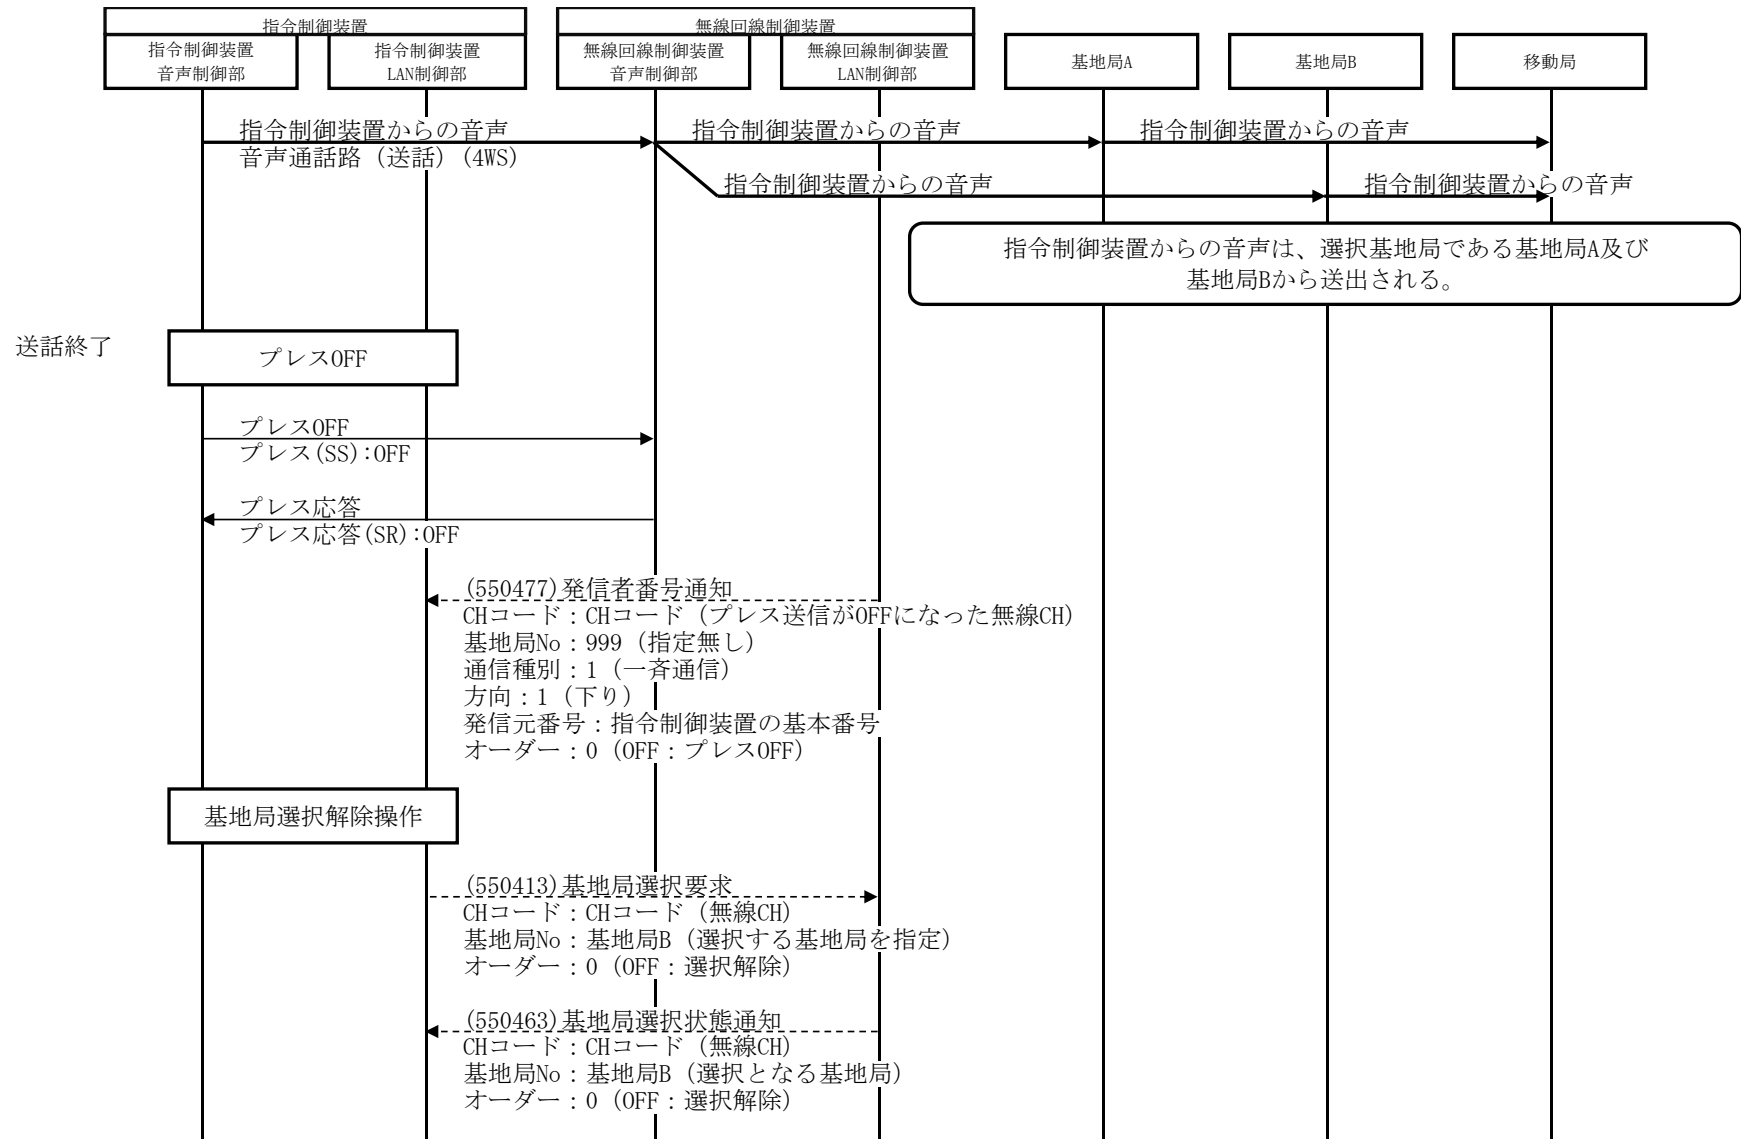 指令制御装置
無線回線制御装置
指令制御装置
音声制御部
指令制御装置
LAN制御部
無線回線制御装置
音声制御部
無線回線制御装置
LAN制御部
基地局A
基地局B
移動局
指令制御装置からの音声
音声通話路(送話)(4WS)
指令制御装置からの音声
指令制御装置からの音声
指令制御装置からの音声
指令制御装置からの音声
指令制御装置からの音声は、選択基地局である基地局A及び
基地局Bから送出される。
送話終了
プレスOFF
プレスOFF
プレス(SS):OFF
プレス応答
プレス応答(SR):OFF
(550477)発信者番号通知
CHコード:CHコード(プレス送信がOFFになった無線CH)
基地局No:999(指定無し)
通信種別:1(一斉通信)
方向:1(下り)
発信元番号:指令制御装置の基本番号
オーダー:0(OFF:プレスOFF)
基地局選択解除操作
(550413)基地局選択要求
CHコード:CHコード(無線CH)
基地局No:基地局B(選択する基地局を指定)
オーダー:0(OFF:選択解除)
(550463)基地局選択状態通知
CHコード:CHコード(無線CH)
基地局No:基地局B(選択となる基地局)
オーダー:0(OFF:選択解除)